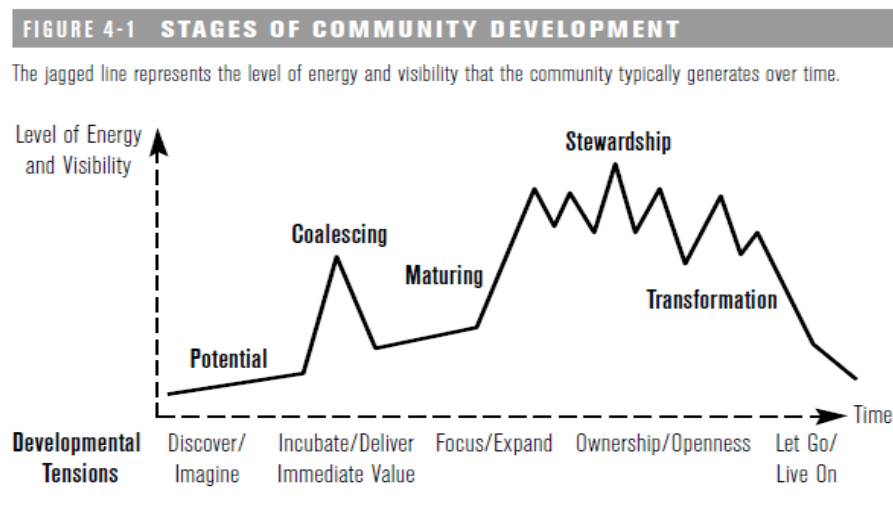 FIGURE 4-1 STAGES OF COMMUNITY DEVELOPMENT
The jagged line represents the level of energy and visibility that the community typically generates over time.
Level of Energy
and Visibility
Stewardship
Coalescing
Maturing
Transformation
Potential
Time
Developmental
Tensions
Discover/
Imagine
Incubate/Deliver
Immediate Value
Focus/Expand
Ownership/Openness
Let Go/
Live On